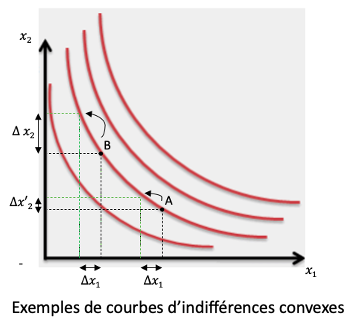 x₂
Δ x₂
B
Δx'₂
A
-
x₁
Δx₁
Δx₁
Exemples de courbes d'indifférences convexes